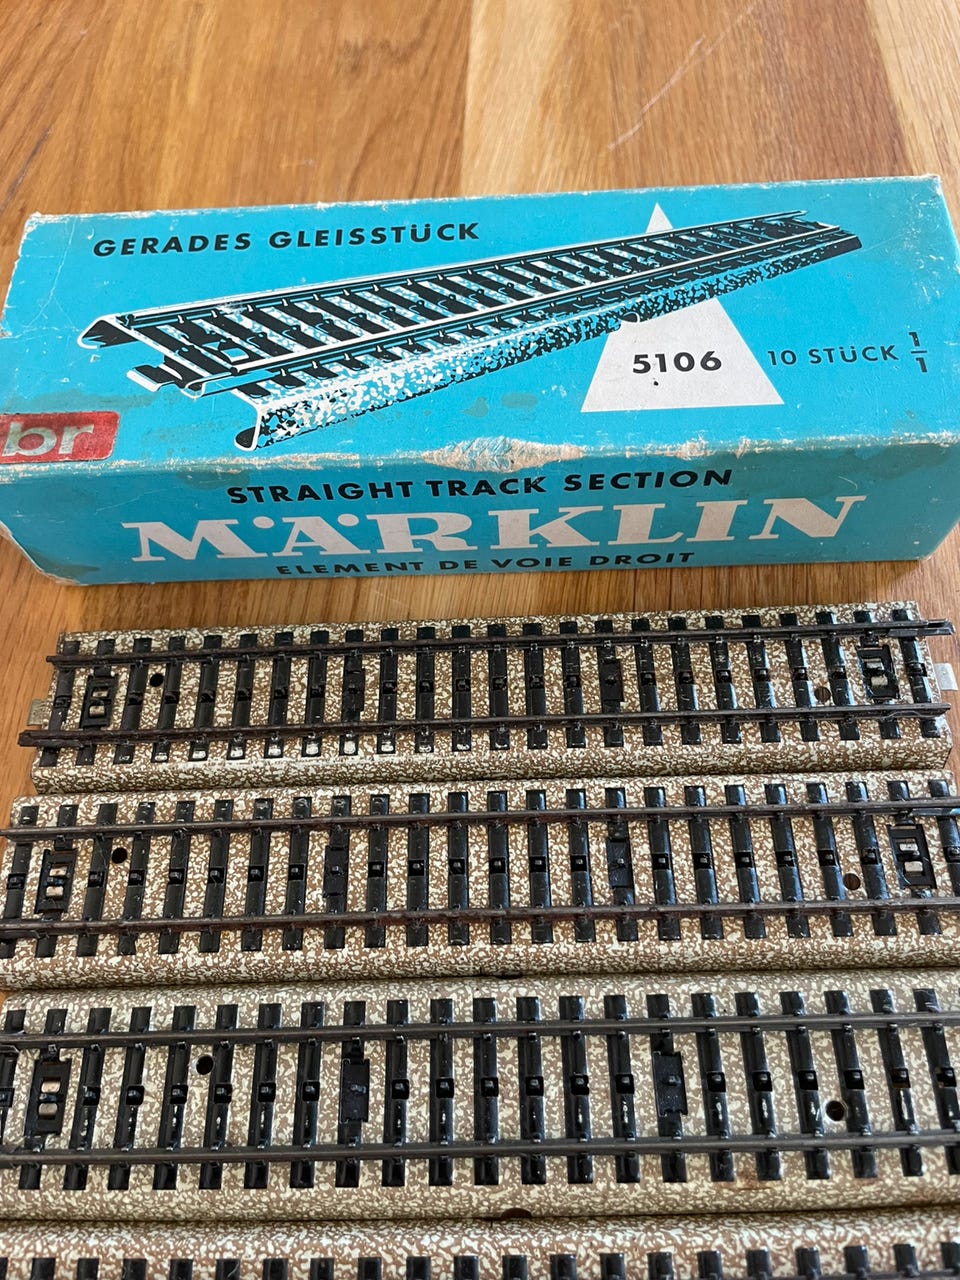 GERADES GLEISSTÜCK
5106
10 STÜCK 1/1
br
STRAIGHT TRACK SECTION
MÄRKLIN
ELEMENT DE VOIE DROIT